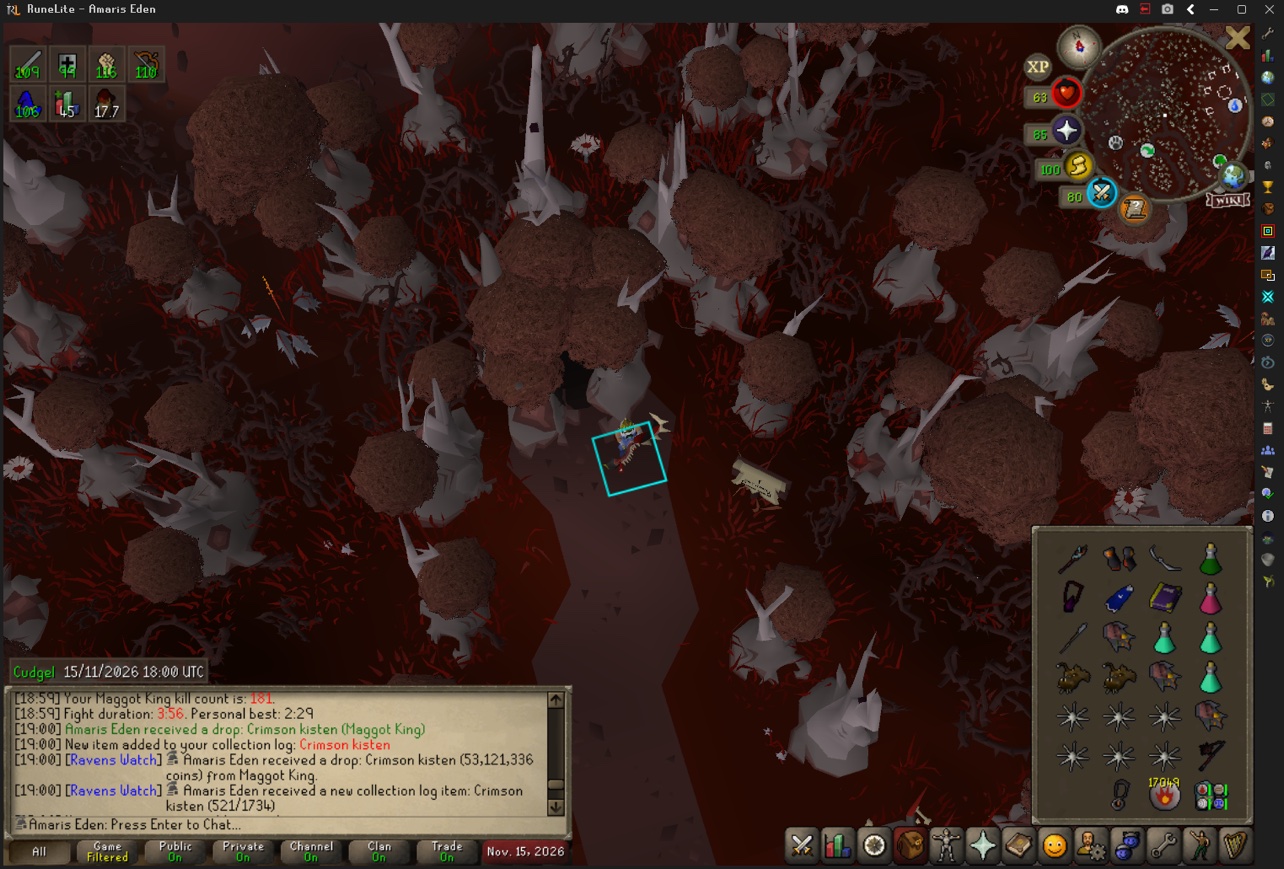 RuneLite - Amaris Eden
109
99
116
110
106
45
17.7
N
XP
63
85
100
80
WIKI
Cudgel 15/11/2026 18:00 UTC
[18:59] Your Maggot King kill count is: 181.
[18:59] Fight duration: 3:56. Personal best: 2:29
[19:00] Amaris Eden received a drop: Crimson kisten (Maggot King)
[19:00] New item added to your collection log: Crimson kisten
[19:00] [Ravens Watch] Amaris Eden received a drop: Crimson kisten (53,121,336
coins) from Maggot King.
[19:00] [Ravens Watch] Amaris Eden received a new collection log item: Crimson
kisten (521/1734)
Amaris Eden: Press Enter to Chat...
17049
All
Game
Filtered
Public
On
Private
On
Channel
On
Clan
On
Trade
On
Nov. 15, 2026